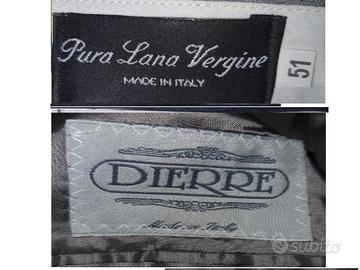 Pura Lana Vergine
MADE IN ITALY
51
DIERRE
Made in Italy
subito